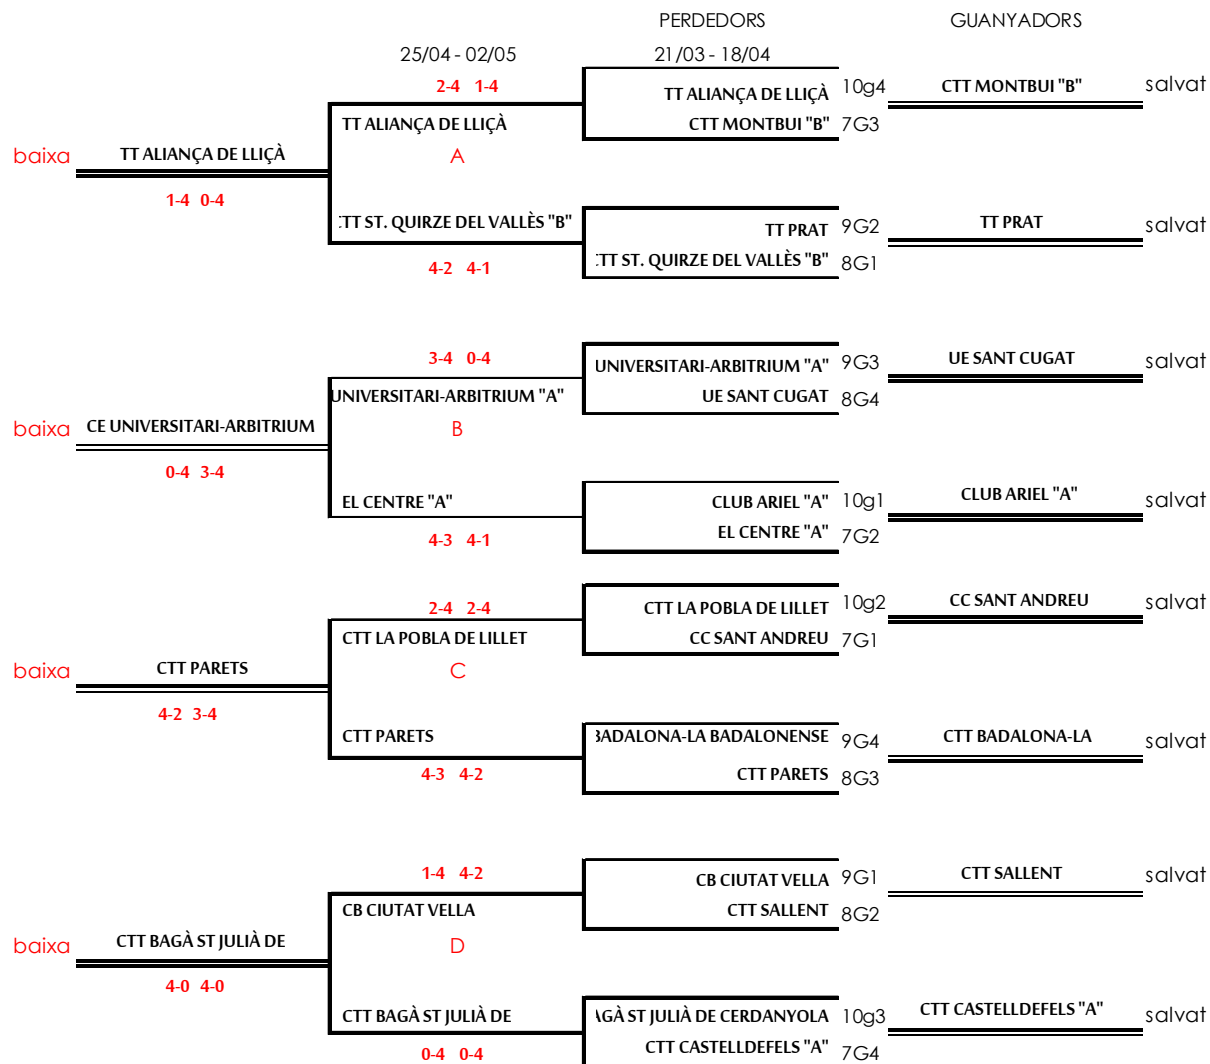 PERDEDORS GUANYADORS
25/04 - 02/05 21/03 - 18/04
2-4 1-4 TT ALIANÇA DE LLIÇÀ 10g4 CTT MONTBUI "B" salvat
TT ALIANÇA DE LLIÇÀ CTT MONTBUI "B" 7G3
baixa TT ALIANÇA DE LLIÇÀ A
1-4 0-4
TT ST. QUIRZE DEL VALLÈS "B" TT PRAT 9G2 TT PRAT salvat
4-2 4-1 TT ST. QUIRZE DEL VALLÈS "B" 8G1
3-4 0-4 UNIVERSITARI-ARBITRIUM "A" 9G3 UE SANT CUGAT salvat
UNIVERSITARI-ARBITRIUM "A" UE SANT CUGAT 8G4
baixa CE UNIVERSITARI-ARBITRIUM B
0-4 3-4
EL CENTRE "A" CLUB ARIEL "A" 10g1 CLUB ARIEL "A" salvat
4-3 4-1 EL CENTRE "A" 7G2
2-4 2-4 CTT LA POBLA DE LILLET 10g2 CC SANT ANDREU salvat
CTT LA POBLA DE LILLET CC SANT ANDREU 7G1
baixa CTT PARETS C
4-2 3-4
CTT PARETS BADALONA-LA BADALONENSE 9G4 CTT BADALONA-LA salvat
4-3 4-2 CTT PARETS 8G3
1-4 4-2 CB CIUTAT VELLA 9G1 CTT SALLENT salvat
CB CIUTAT VELLA CTT SALLENT 8G2
baixa CTT BAGÀ ST JULIÀ DE D
4-0 4-0
CTT BAGÀ ST JULIÀ DE AGÀ ST JULIÀ DE CERDANYOLA 10g3 CTT CASTELLDEFELS "A" salvat
0-4 0-4 CTT CASTELLDEFELS "A" 7G4